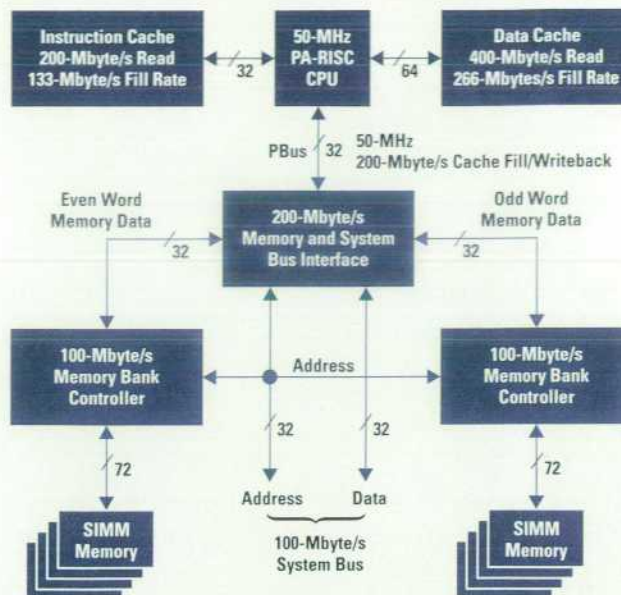 Instruction Cache
200-Mbyte/s Read
133-Mbyte/s Fill Rate
32
50-MHz
PA-RISC
CPU
64
Data Cache
400-Mbyte/s Read
266-Mbytes/s Fill Rate
PBus
32
50-MHz
200-Mbyte/s Cache Fill/Writeback
Even Word
Memory Data
32
200-Mbyte/s
Memory and System
Bus Interface
Odd Word
Memory Data
32
100-Mbyte/s
Memory Bank
Controller
Address
100-Mbyte/s
Memory Bank
Controller
72
32
32
72
SIMM
Memory
Address
Data
100-Mbyte/s
System Bus
SIMM
Memory